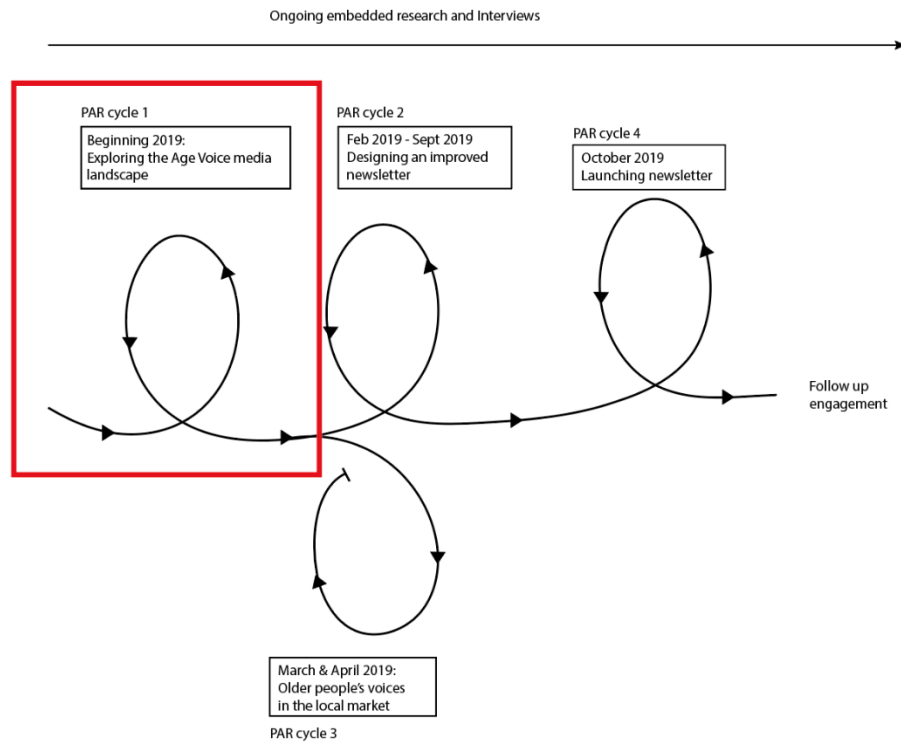 Ongoing embedded research and Interviews
PAR cycle 1
Beginning 2019:
Exploring the Age Voice media
landscape
PAR cycle 2
Feb 2019 - Sept 2019
Designing an improved
newsletter
PAR cycle 4
October 2019
Launching newsletter
Follow up
engagement
March & April 2019:
Older people's voices
in the local market
PAR cycle 3